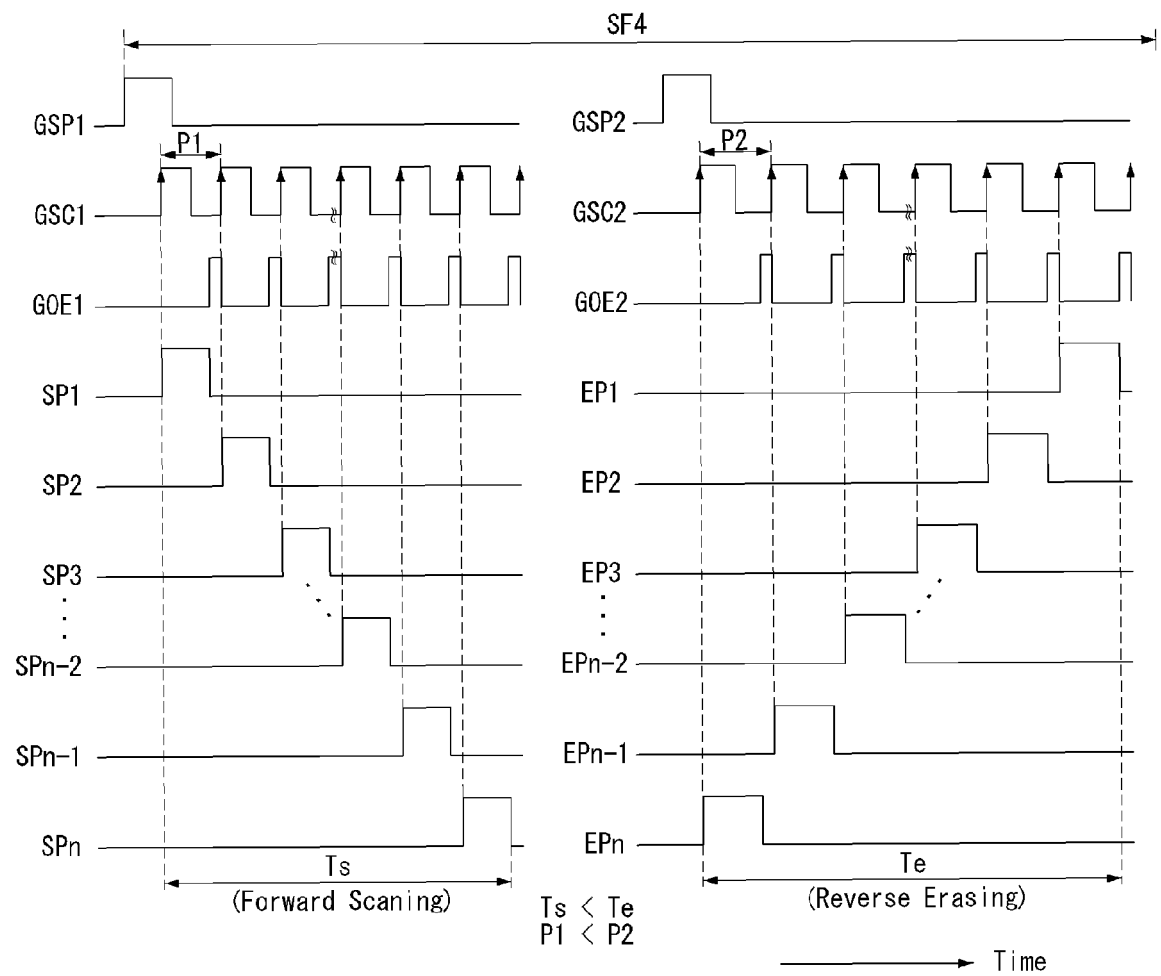 SF4
GSP1
GSP2
P1
P2
GSC1
GSC2
GOE1
GOE2
SP1
EP1
SP2
EP2
SP3
EP3
SPn-2
EPn-2
SPn-1
EPn-1
SPn
EPn
Ts
Te
(Forward Scaning)
(Reverse Erasing)
Ts < Te
P1 < P2
Time